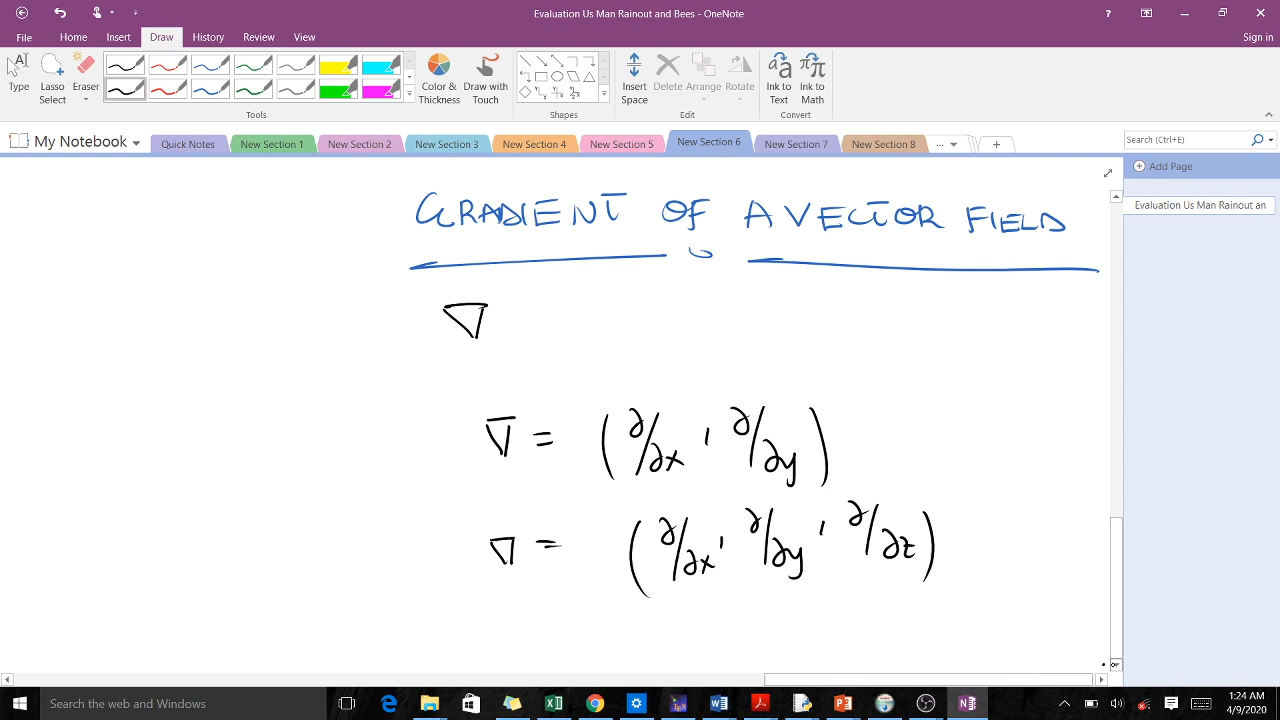 Evaluation Us Man Rainout and Bees - OneNote
File Home Insert Draw History Review View Sign in
Type Lasso Select Eraser Color & Thickness Draw with Touch Insert Space Delete Arrange Rotate Ink to Text Ink to Math
Tools Shapes Edit Convert
My Notebook Quick Notes New Section 1 New Section 2 New Section 3 New Section 4 New Section 5 New Section 6 New Section 7 New Section 8 ... + Search (Ctrl+E)
Add Page
Evaluation Us Man Rainout an
GRADIENT OF A VECTOR FIELD
∇
∇ = (∂/∂x , ∂/∂y)
∇ = (∂/∂x , ∂/∂y , ∂/∂z)
Search the web and Windows
1:24 AM
4/9/2020